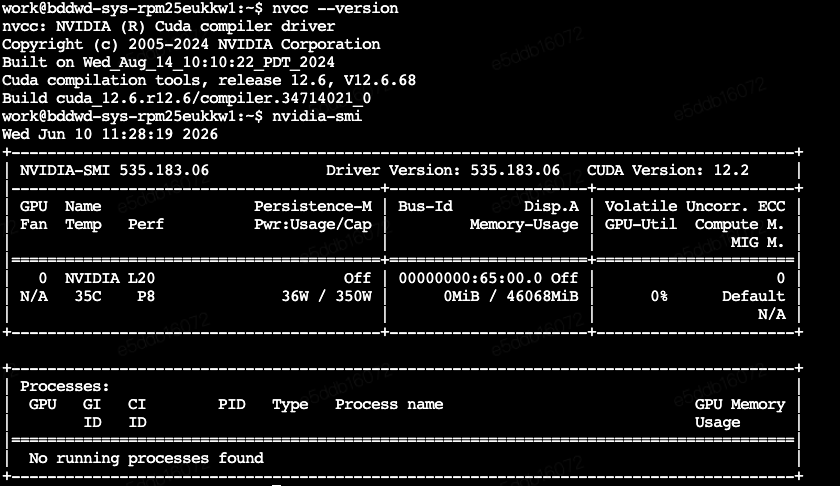 work@bddwd-sys-rpm25eukkw1:~$ nvcc --version
nvcc: NVIDIA (R) Cuda compiler driver
Copyright (c) 2005-2024 NVIDIA Corporation
Built on Wed_Aug_14_10:10:22_PDT_2024
Cuda compilation tools, release 12.6, V12.6.68
Build cuda_12.6.r12.6/compiler.34714021_0
work@bddwd-sys-rpm25eukkw1:~$ nvidia-smi
Wed Jun 10 11:28:19 2026
NVIDIA-SMI 535.183.06 Driver Version: 535.183.06 CUDA Version: 12.2
GPU Name Persistence-M | Bus-Id Disp.A | Volatile Uncorr. ECC
Fan Temp Perf Pwr:Usage/Cap | Memory-Usage | GPU-Util Compute M.
MIG M.
0 NVIDIA L20 Off | 00000000:65:00.0 Off | 0
N/A 35C P8 36W / 350W | 0MiB / 46068MiB | 0% Default
N/A
Processes:
GPU GI CI PID Type Process name GPU Memory
ID ID Usage
No running processes found
e5ddb16072